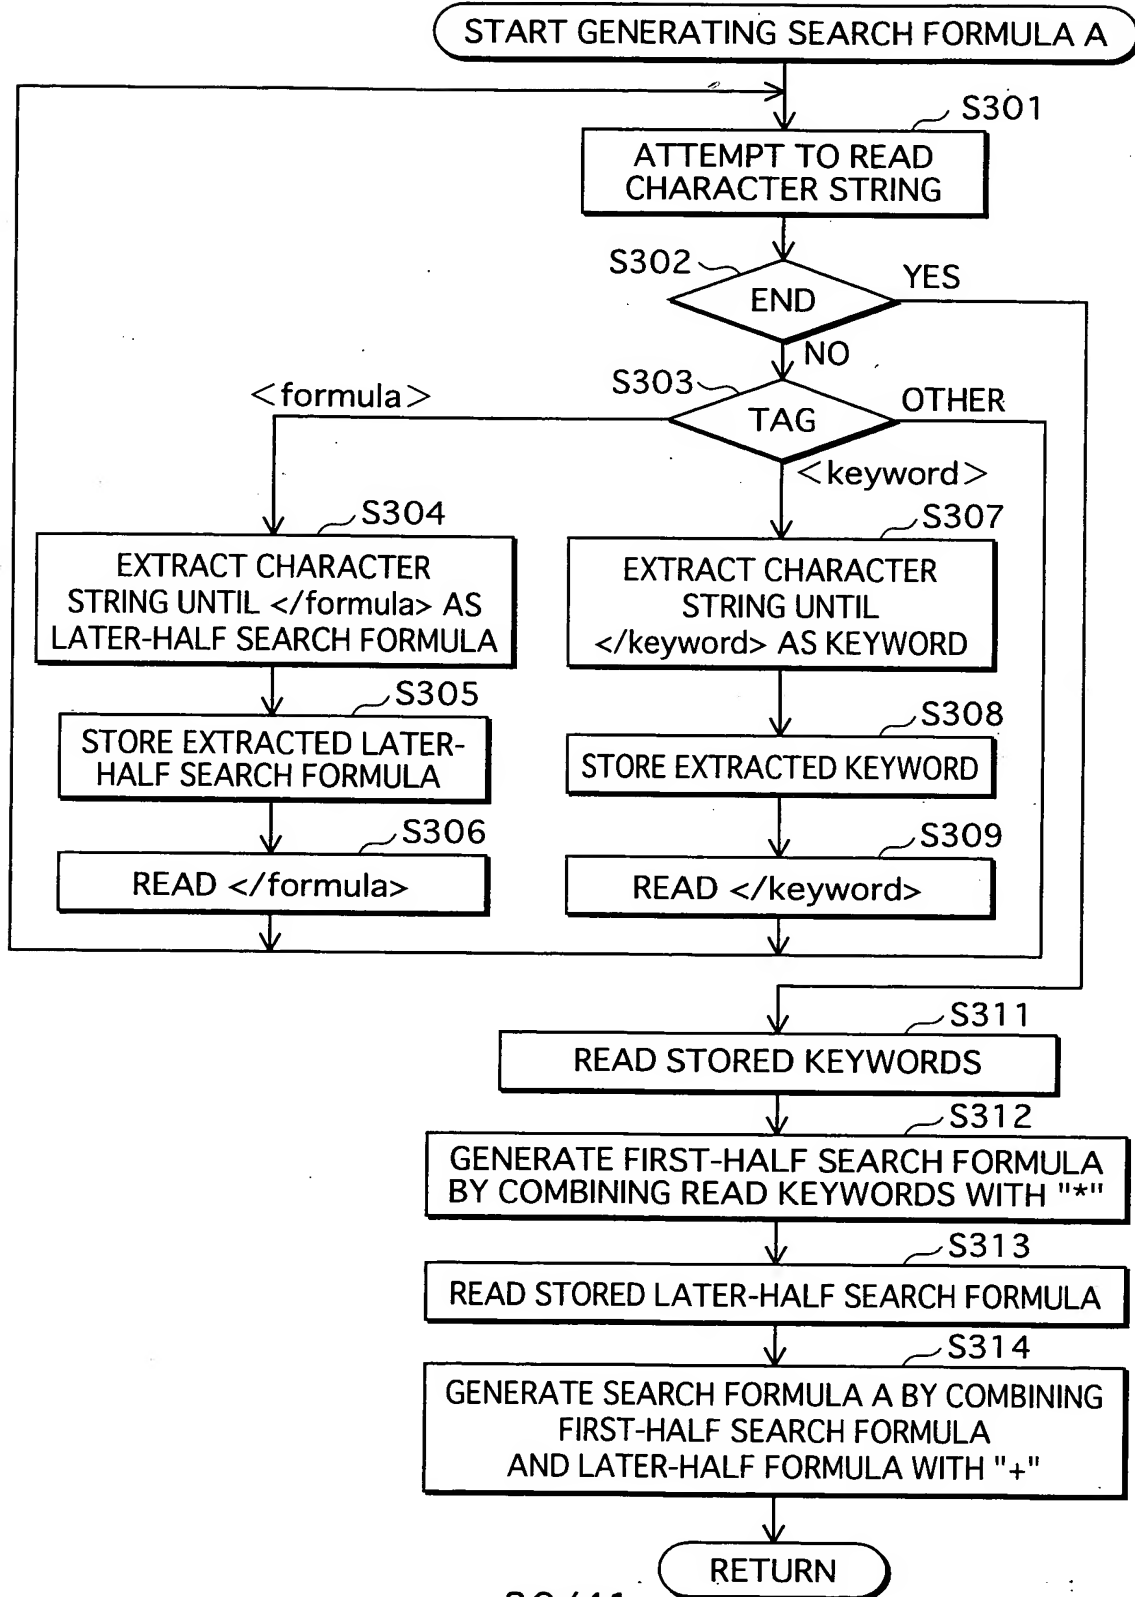 START GENERATING SEARCH FORMULA A
S301
ATTEMPT TO READ
CHARACTER STRING
S302
END
YES
NO
S303
TAG
<formula>
OTHER
<keyword>
S304
EXTRACT CHARACTER
STRING UNTIL </formula> AS
LATER-HALF SEARCH FORMULA
S307
EXTRACT CHARACTER
STRING UNTIL
</keyword> AS KEYWORD
S305
STORE EXTRACTED LATER-
HALF SEARCH FORMULA
S308
STORE EXTRACTED KEYWORD
S306
READ </formula>
S309
READ </keyword>
S311
READ STORED KEYWORDS
S312
GENERATE FIRST-HALF SEARCH FORMULA
BY COMBINING READ KEYWORDS WITH "*"
S313
READ STORED LATER-HALF SEARCH FORMULA
S314
GENERATE SEARCH FORMULA A BY COMBINING
FIRST-HALF SEARCH FORMULA
AND LATER-HALF FORMULA WITH "+"
RETURN